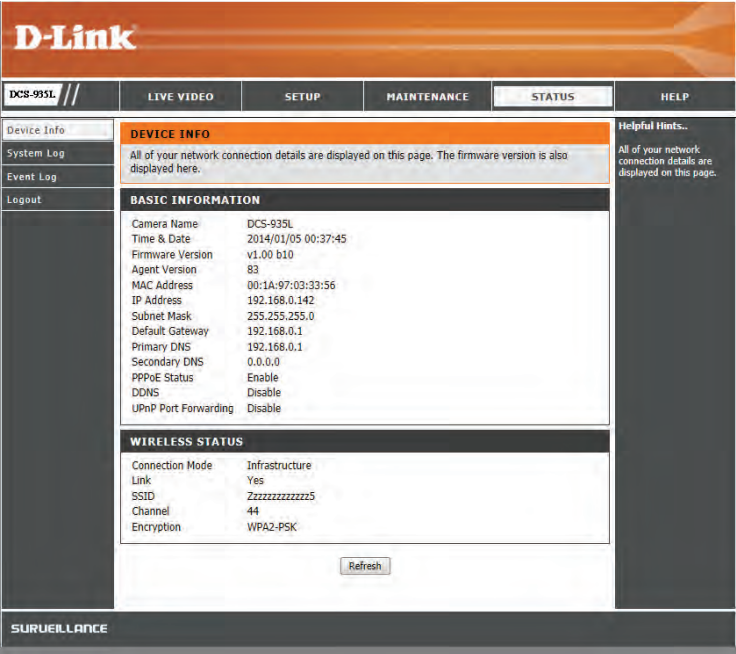 D-Link
DCS-935L
LIVE VIDEO
SETUP
MAINTENANCE
STATUS
HELP
Device Info
System Log
Event Log
Logout
DEVICE INFO
All of your network connection details are displayed on this page. The firmware version is also
displayed here.
BASIC INFORMATION
Camera Name DCS-935L
Time & Date 2014/01/05 00:37:45
Firmware Version v1.00 b10
Agent Version 83
MAC Address 00:1A:97:03:33:56
IP Address 192.168.0.142
Subnet Mask 255.255.255.0
Default Gateway 192.168.0.1
Primary DNS 192.168.0.1
Secondary DNS 0.0.0.0
PPPoE Status Enable
DDNS Disable
UPnP Port Forwarding Disable
WIRELESS STATUS
Connection Mode Infrastructure
Link Yes
SSID Zzzzzzzzzzzzz5
Channel 44
Encryption WPA2-PSK
Refresh
Helpful Hints..
All of your network
connection details are
displayed on this page.
SURVEILLANCE